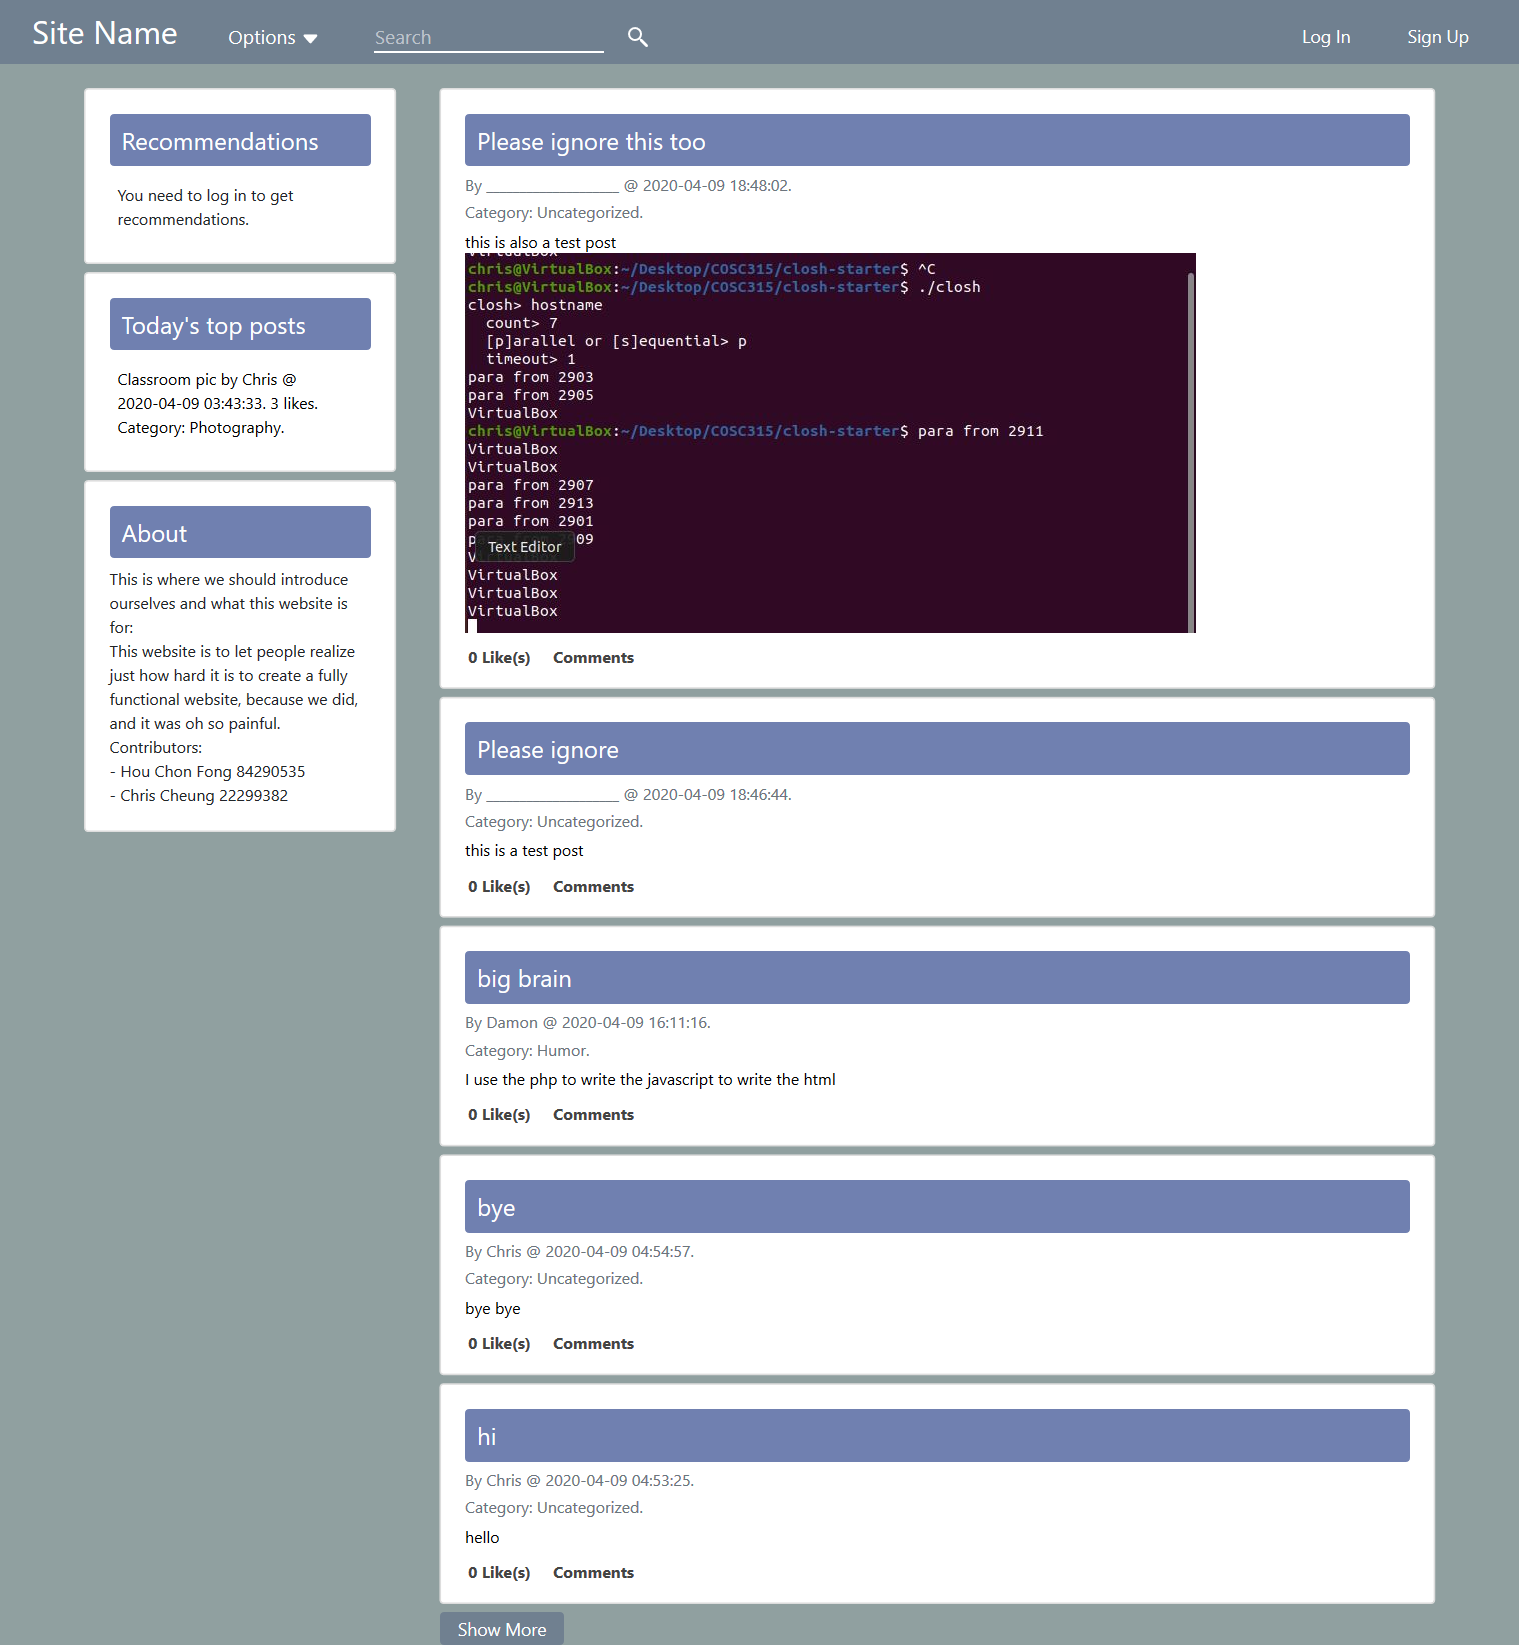 Site Name
Options
Search
Log In
Sign Up
Recommendations
You need to log in to get
recommendations.
Today's top posts
Classroom pic by Chris @
2020-04-09 03:43:33. 3 likes.
Category: Photography.
About
This is where we should introduce
ourselves and what this website is
for:
This website is to let people realize
just how hard it is to create a fully
functional website, because we did,
and it was oh so painful.
Contributors:
- Hou Chon Fong 84290535
- Chris Cheung 22299382
Please ignore this too
By ___________________ @ 2020-04-09 18:48:02.
Category: Uncategorized.
this is also a test post
VirtualBox
chris@VirtualBox:~/Desktop/COSC315/closh-starter$ ^C
chris@VirtualBox:~/Desktop/COSC315/closh-starter$ ./closh
closh> hostname
count> 7
[p]arallel or [s]equential> p
timeout> 1
para from 2903
para from 2905
VirtualBox
chris@VirtualBox:~/Desktop/COSC315/closh-starter$ para from 2911
VirtualBox
VirtualBox
para from 2907
para from 2913
para from 2901
para from 2909
Text Editor
VirtualBox
VirtualBox
VirtualBox
VirtualBox
0 Like(s) Comments
Please ignore
By ___________________ @ 2020-04-09 18:46:44.
Category: Uncategorized.
this is a test post
0 Like(s) Comments
big brain
By Damon @ 2020-04-09 16:11:16.
Category: Humor.
I use the php to write the javascript to write the html
0 Like(s) Comments
bye
By Chris @ 2020-04-09 04:54:57.
Category: Uncategorized.
bye bye
0 Like(s) Comments
hi
By Chris @ 2020-04-09 04:53:25.
Category: Uncategorized.
hello
0 Like(s) Comments
Show More